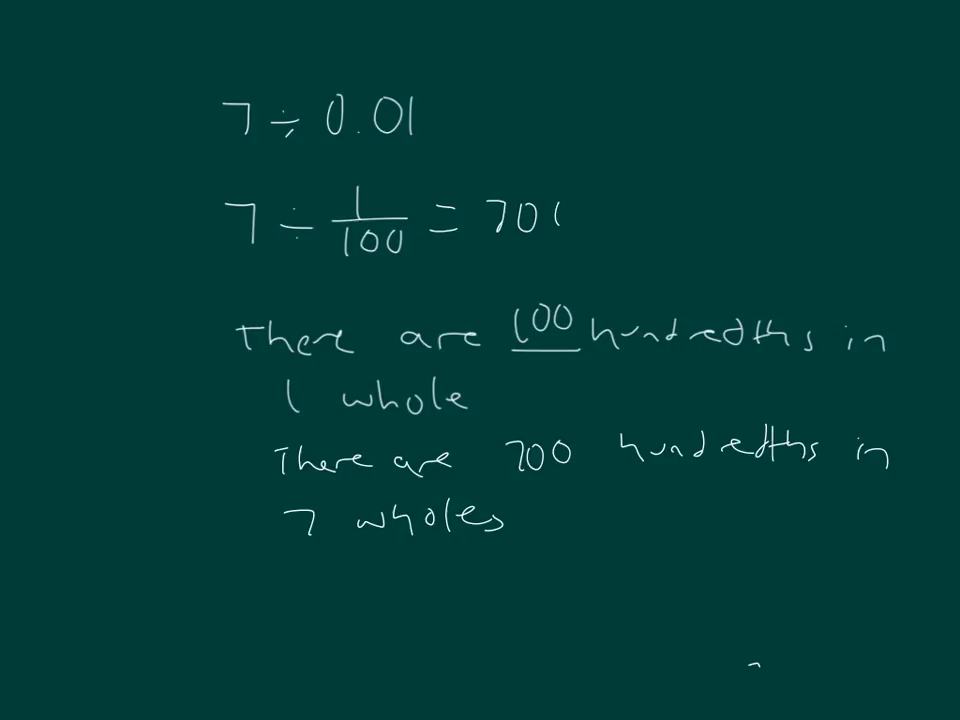 7 ÷ 0.01
7 ÷ 1/100 = 70(
There are 100 hundredths in
1 whole
There are 700 hundredths in
7 wholes